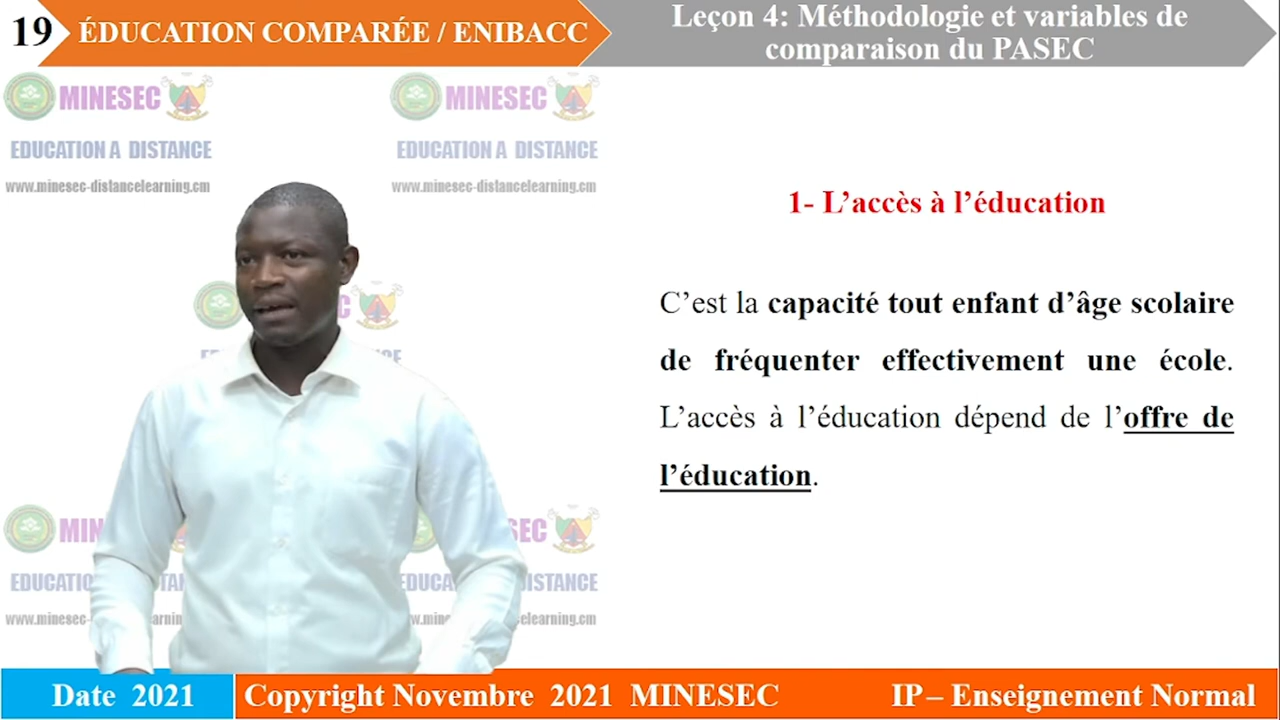 19
ÉDUCATION COMPARÉE / ENIBACC
Leçon 4: Méthodologie et variables de
comparaison du PASEC
MINESEC
MINESEC
EDUCATION A DISTANCE
EDUCATION A DISTANCE
www.minesec-distancelearning.cm
www.minesec-distancelearning.cm
1- L’accès à l’éducation
C’est la capacité tout enfant d’âge scolaire
de fréquenter effectivement une école.
L’accès à l’éducation dépend de l’offre de
l’éducation.
Date 2021
Copyright Novembre 2021 MINESEC
IP – Enseignement Normal